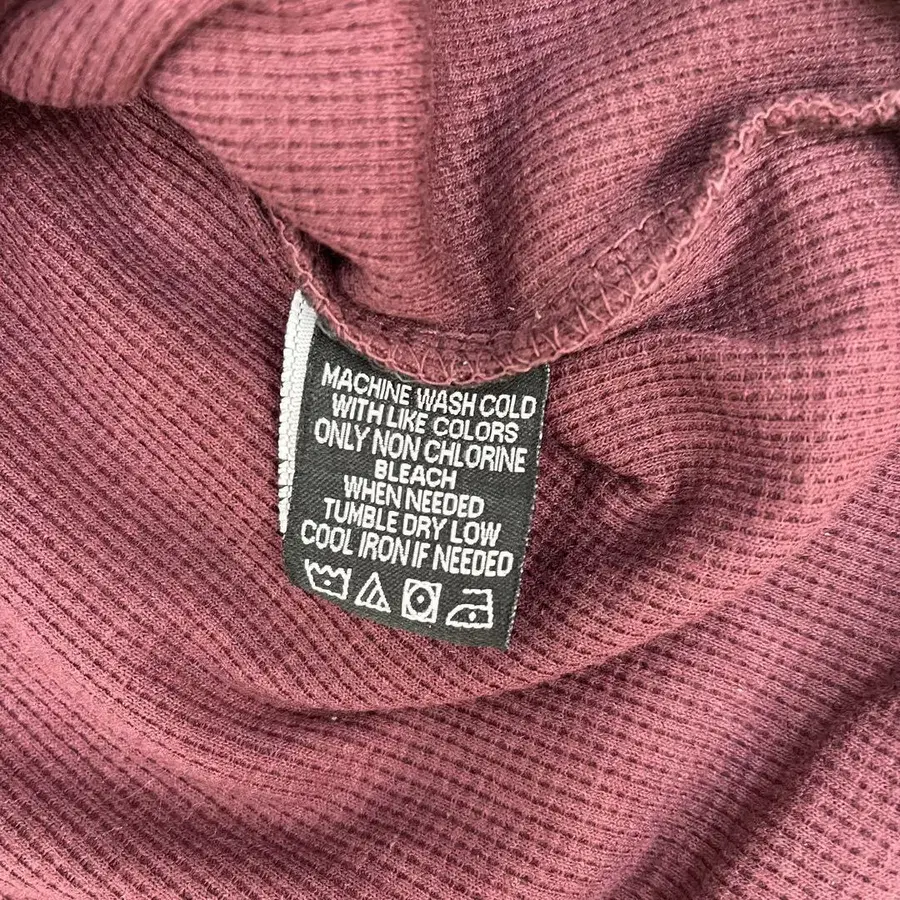 MACHINE WASH COLD
WITH LIKE COLORS
ONLY NON CHLORINE
BLEACH
WHEN NEEDED
TUMBLE DRY LOW
COOL IRON IF NEEDED